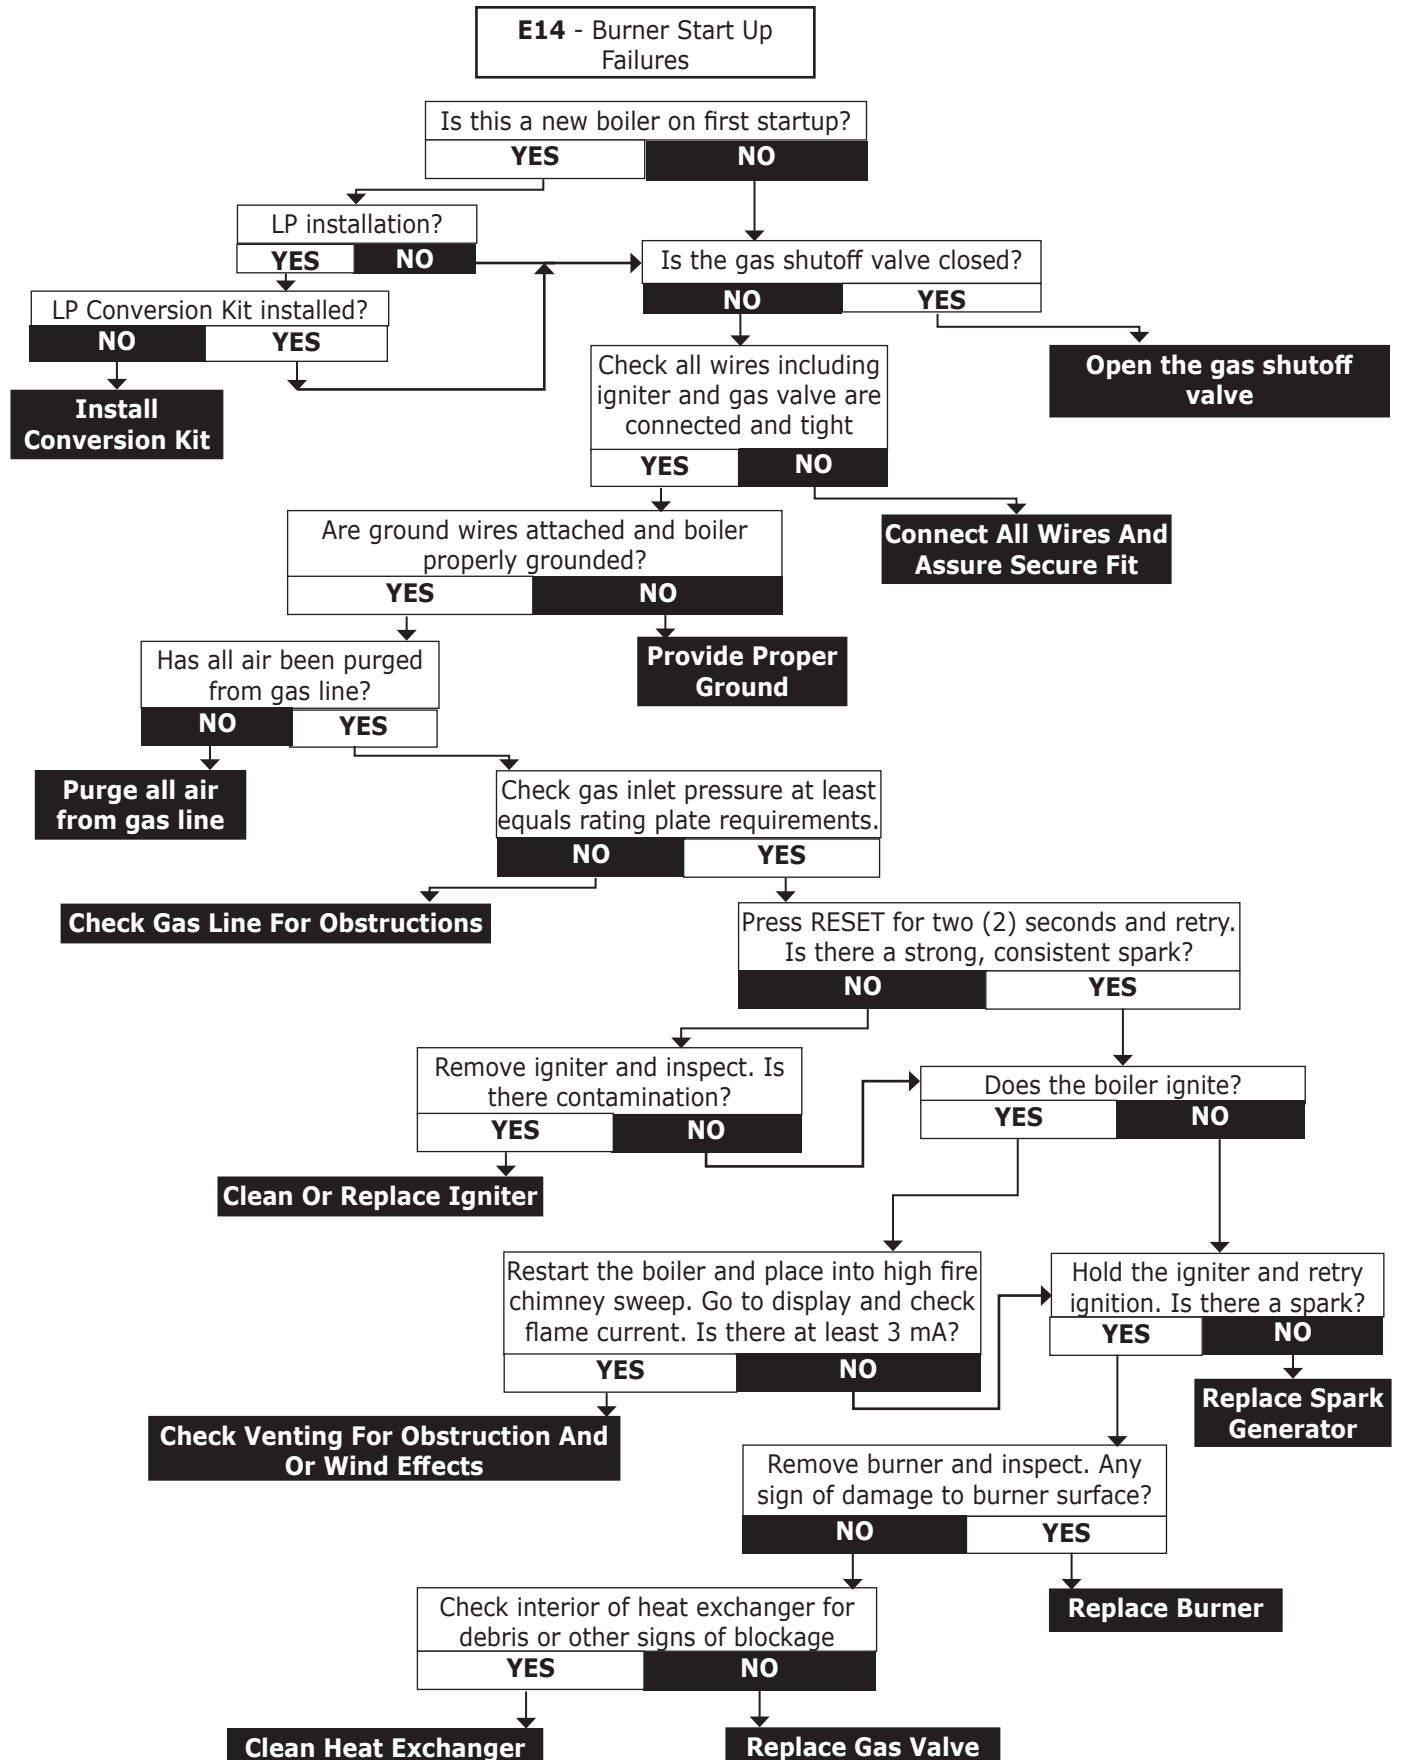 E14 - Burner Start Up
Failures
Is this a new boiler on first startup?
YES
NO
LP installation?
YES
NO
Is the gas shutoff valve closed?
NO
YES
LP Conversion Kit installed?
NO
YES
Open the gas shutoff
valve
Install
Conversion Kit
Check all wires including
igniter and gas valve are
connected and tight
YES
NO
Connect All Wires And
Assure Secure Fit
Are ground wires attached and boiler
properly grounded?
YES
NO
Provide Proper
Ground
Has all air been purged
from gas line?
NO
YES
Purge all air
from gas line
Check gas inlet pressure at least
equals rating plate requirements.
NO
YES
Check Gas Line For Obstructions
Press RESET for two (2) seconds and retry.
Is there a strong, consistent spark?
NO
YES
Remove igniter and inspect. Is
there contamination?
YES
NO
Does the boiler ignite?
YES
NO
Clean Or Replace Igniter
Restart the boiler and place into high fire
chimney sweep. Go to display and check
flame current. Is there at least 3 mA?
YES
NO
Hold the igniter and retry
ignition. Is there a spark?
YES
NO
Replace Spark
Generator
Check Venting For Obstruction And
Or Wind Effects
Remove burner and inspect. Any
sign of damage to burner surface?
NO
YES
Replace Burner
Check interior of heat exchanger for
debris or other signs of blockage
YES
NO
Clean Heat Exchanger
Replace Gas Valve